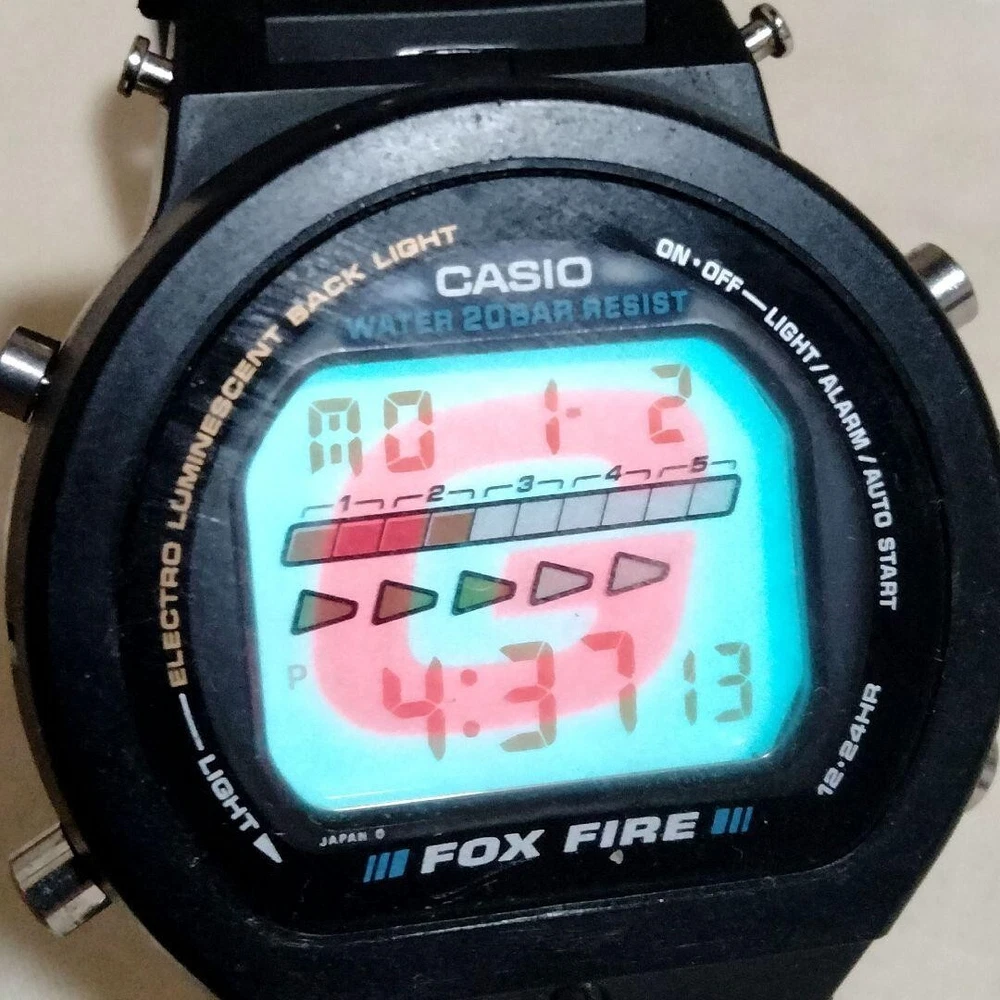 ELECTRO LUMINESCENT BACK LIGHT
CASIO
WATER 20BAR RESIST
ON•OFF—LIGHT/ALARM/AUTO START
MO 1-2
1 2 3 4 5
G
P 4:37 13
12•24HR
LIGHT
JAPAN 0
FOX FIRE